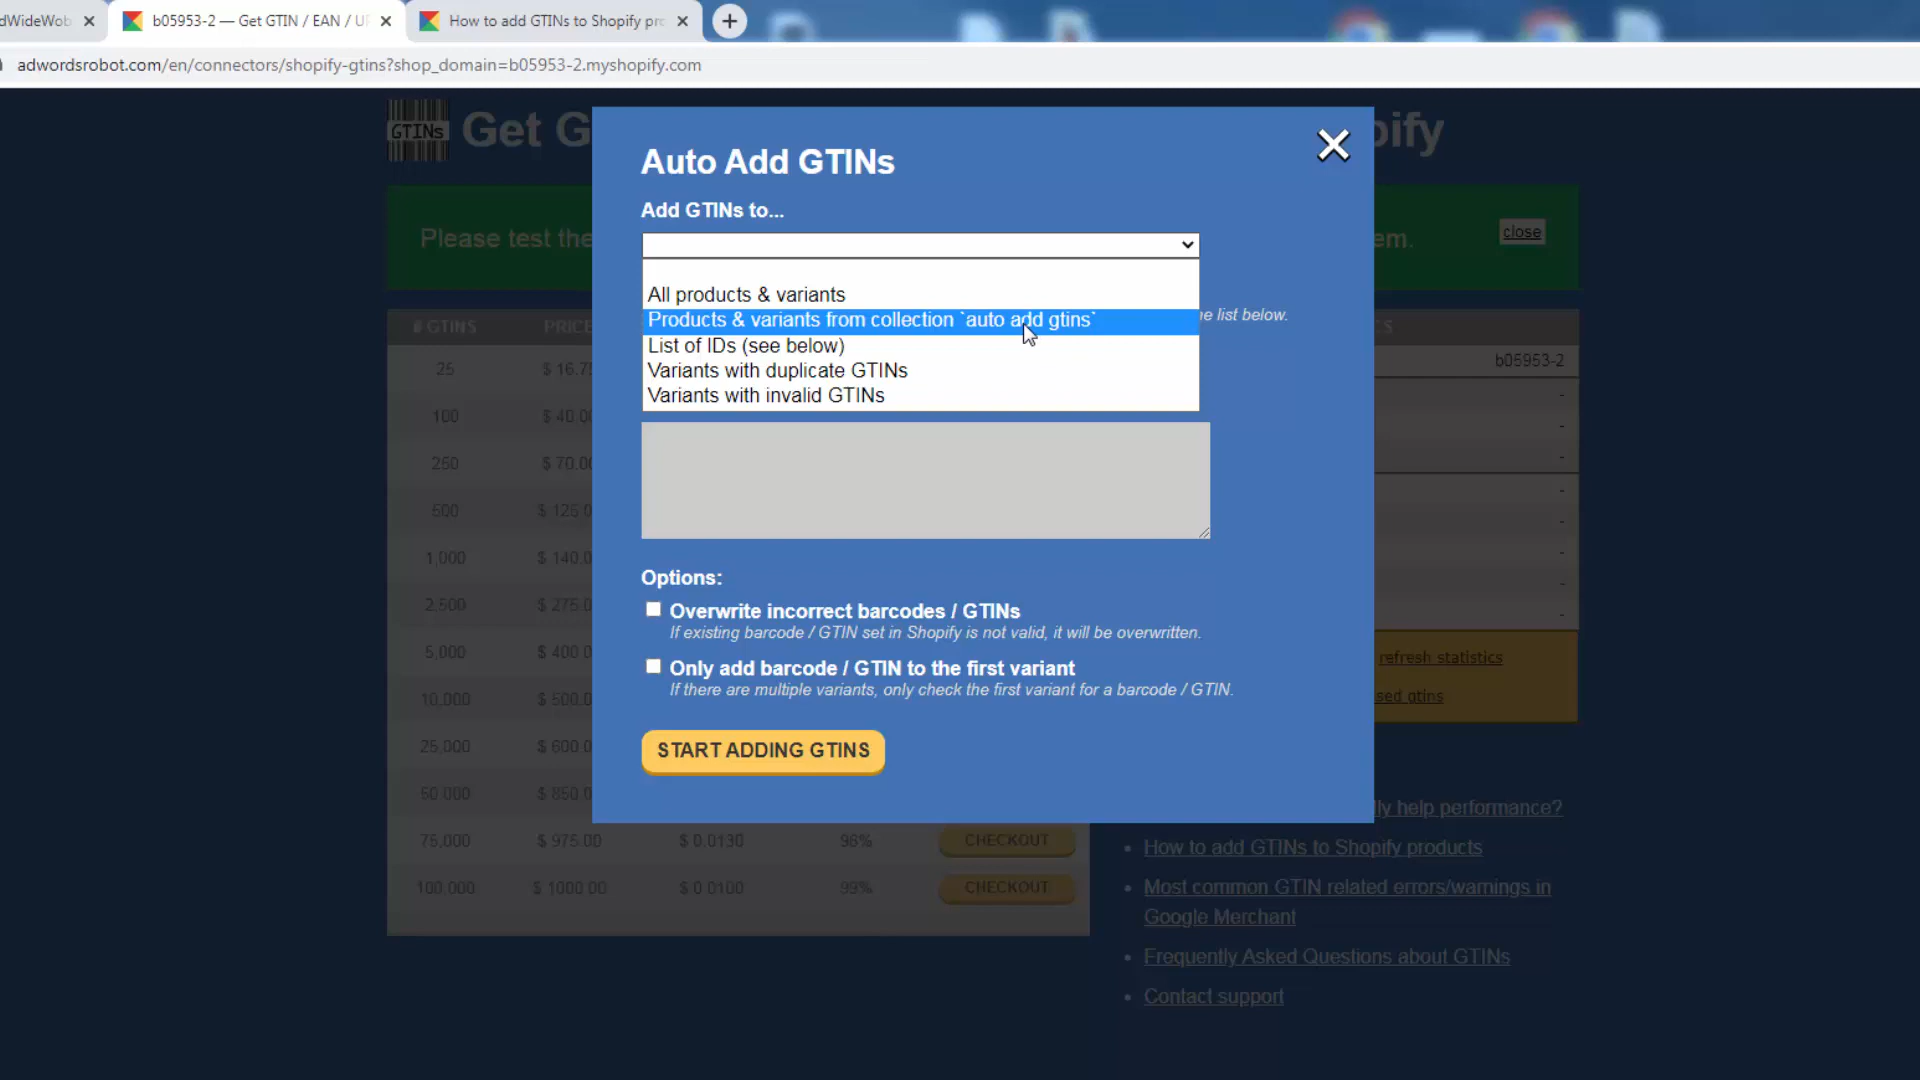 dWideWob
b05953-2 — Get GTIN / EAN / UP
How to add GTINs to Shopify pro
adwordsrobot.com/en/connectors/shopify-gtins?shop_domain=b05953-2.myshopify.com
GTINs
Get G
pify
Please test the
em.
close
Auto Add GTINs
Add GTINs to...
All products & variants
Products & variants from collection `auto add gtins`
List of IDs (see below)
Variants with duplicate GTINs
Variants with invalid GTINs
e list below.
Options:
Overwrite incorrect barcodes / GTINs
If existing barcode / GTIN set in Shopify is not valid, it will be overwritten.
Only add barcode / GTIN to the first variant
If there are multiple variants, only check the first variant for a barcode / GTIN.
START ADDING GTINS
# GTINS PRICE
25 $ 16.75
100 $ 40.00
250 $ 70.00
500 $ 125.0
1,000 $ 140.0
2,500 $ 275.0
5,000 $ 400.0
10,000 $ 500.0
25,000 $ 600.0
50,000 $ 850.0
75,000 $ 975.00 $ 0.0130 98% CHECKOUT
100,000 $ 1000.00 $ 0.0100 99% CHECKOUT
CS
b05953-2
-
-
-
-
-
-
-
-
refresh statistics
sed gtins
lly help performance?
How to add GTINs to Shopify products
Most common GTIN related errors/warnings in
Google Merchant
Frequently Asked Questions about GTINs
Contact support